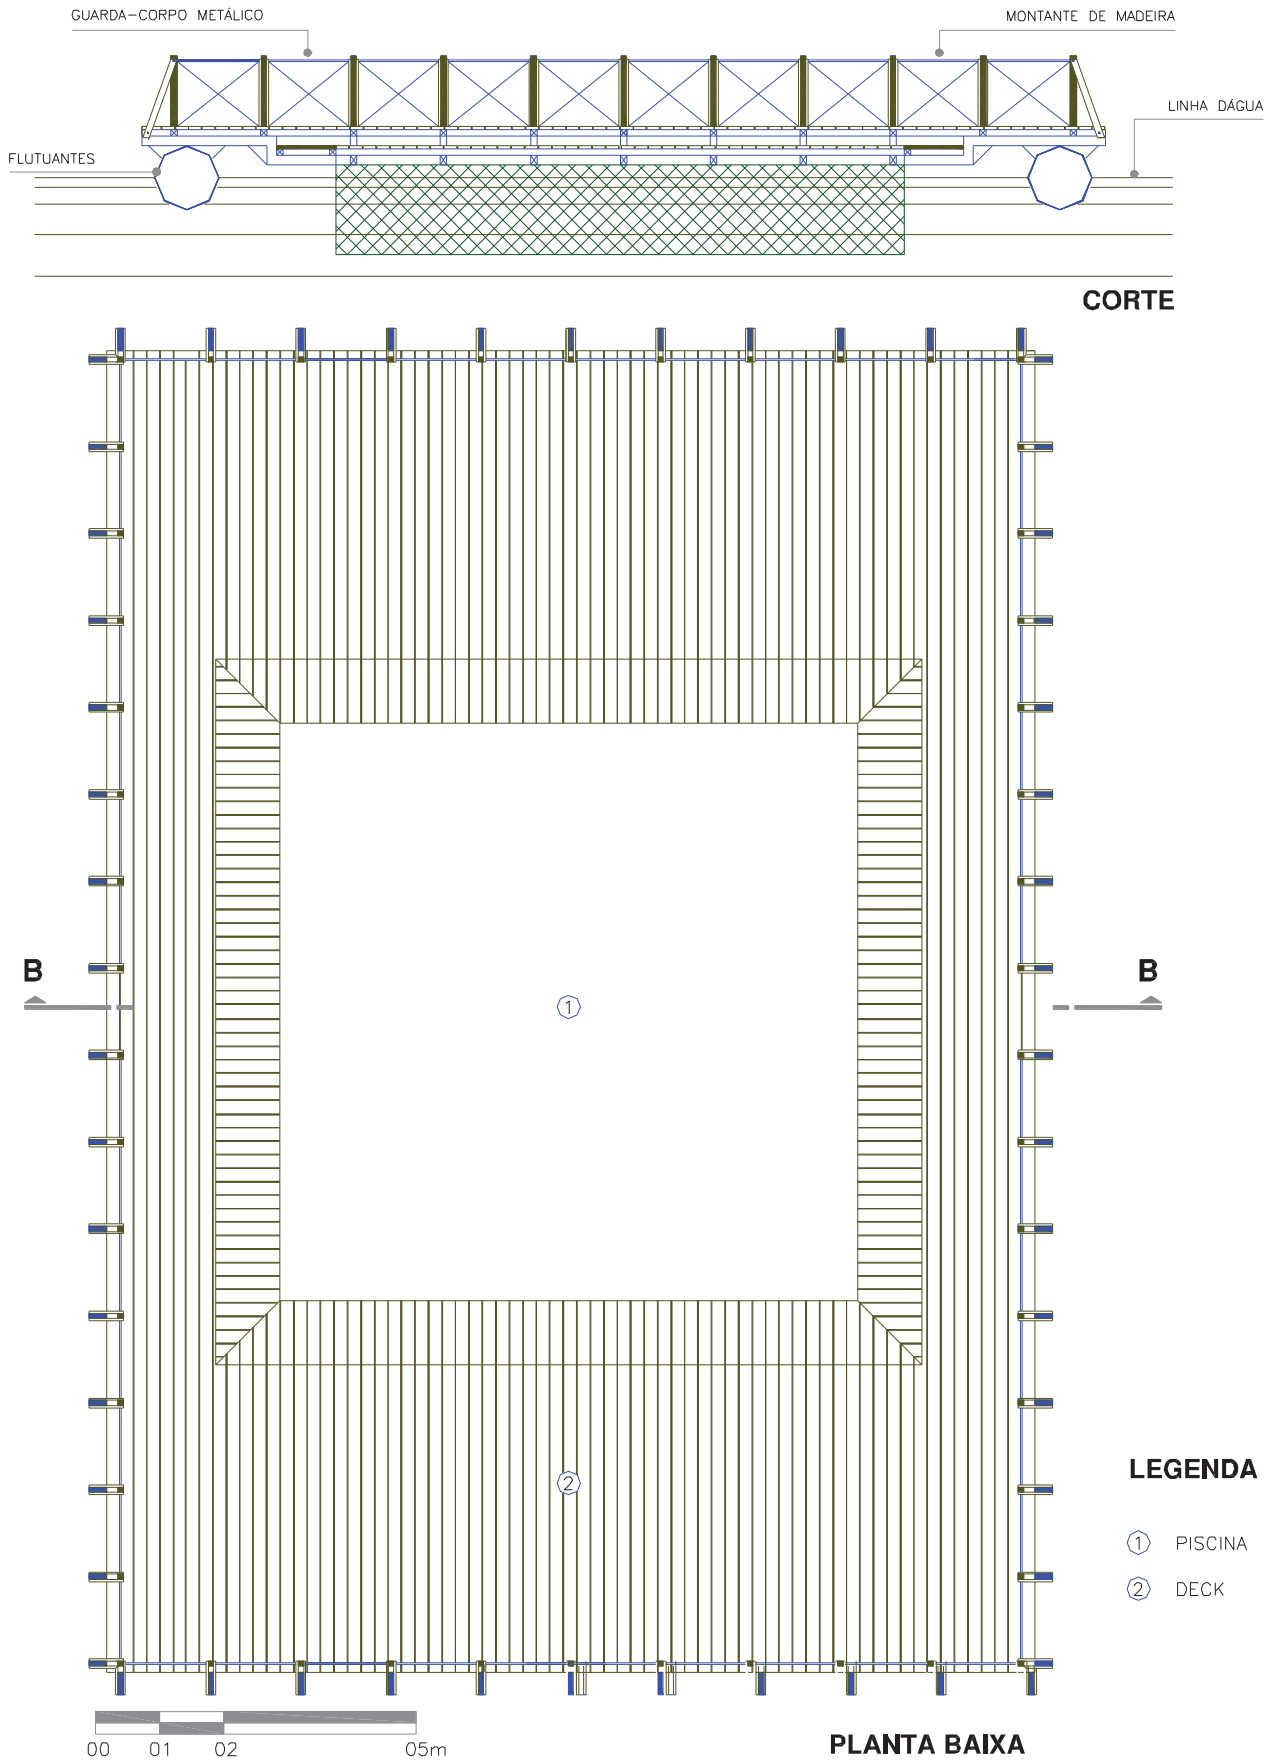 GUARDA-CORPO METÁLICO
MONTANTE DE MADEIRA
LINHA DÁGUA
FLUTUANTES
CORTE
B
B
1
2
LEGENDA
1 PISCINA
2 DECK
00 01 02 05m
PLANTA BAIXA